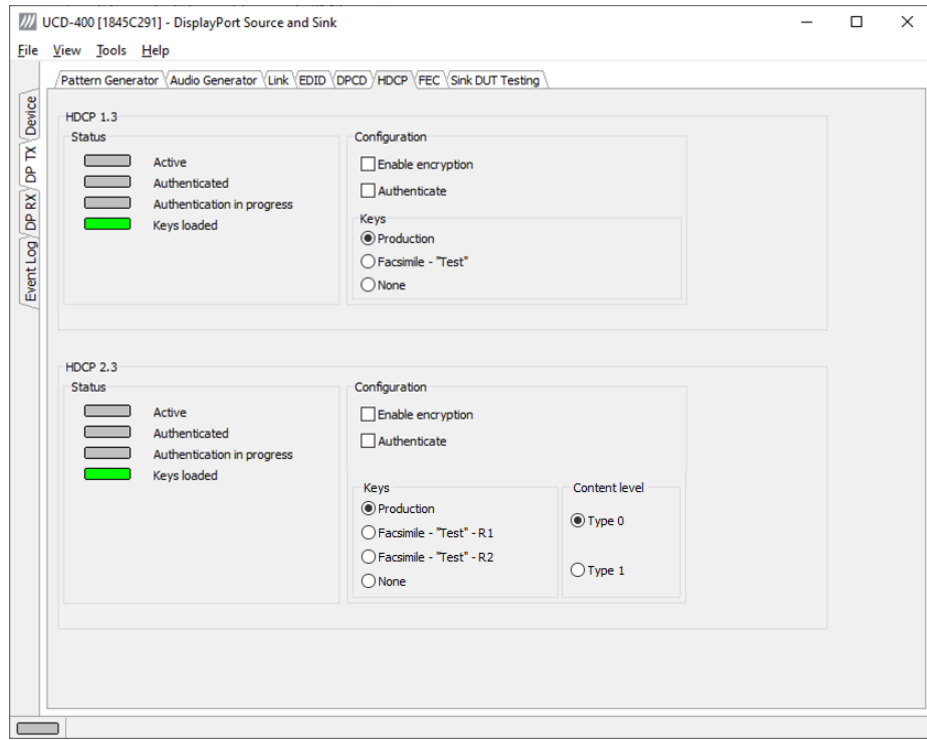 UCD-400 [1845C291] - DisplayPort Source and Sink
File View Tools Help
Pattern Generator Audio Generator Link EDID DPCD HDCP FEC Sink DUT Testing
Device
DP TX
DP RX
Event Log
HDCP 1.3
Status
Active
Authenticated
Authentication in progress
Keys loaded
Configuration
Enable encryption
Authenticate
Keys
Production
Facsimile - "Test"
None
HDCP 2.3
Status
Active
Authenticated
Authentication in progress
Keys loaded
Configuration
Enable encryption
Authenticate
Keys
Production
Facsimile - "Test" - R1
Facsimile - "Test" - R2
None
Content level
Type 0
Type 1